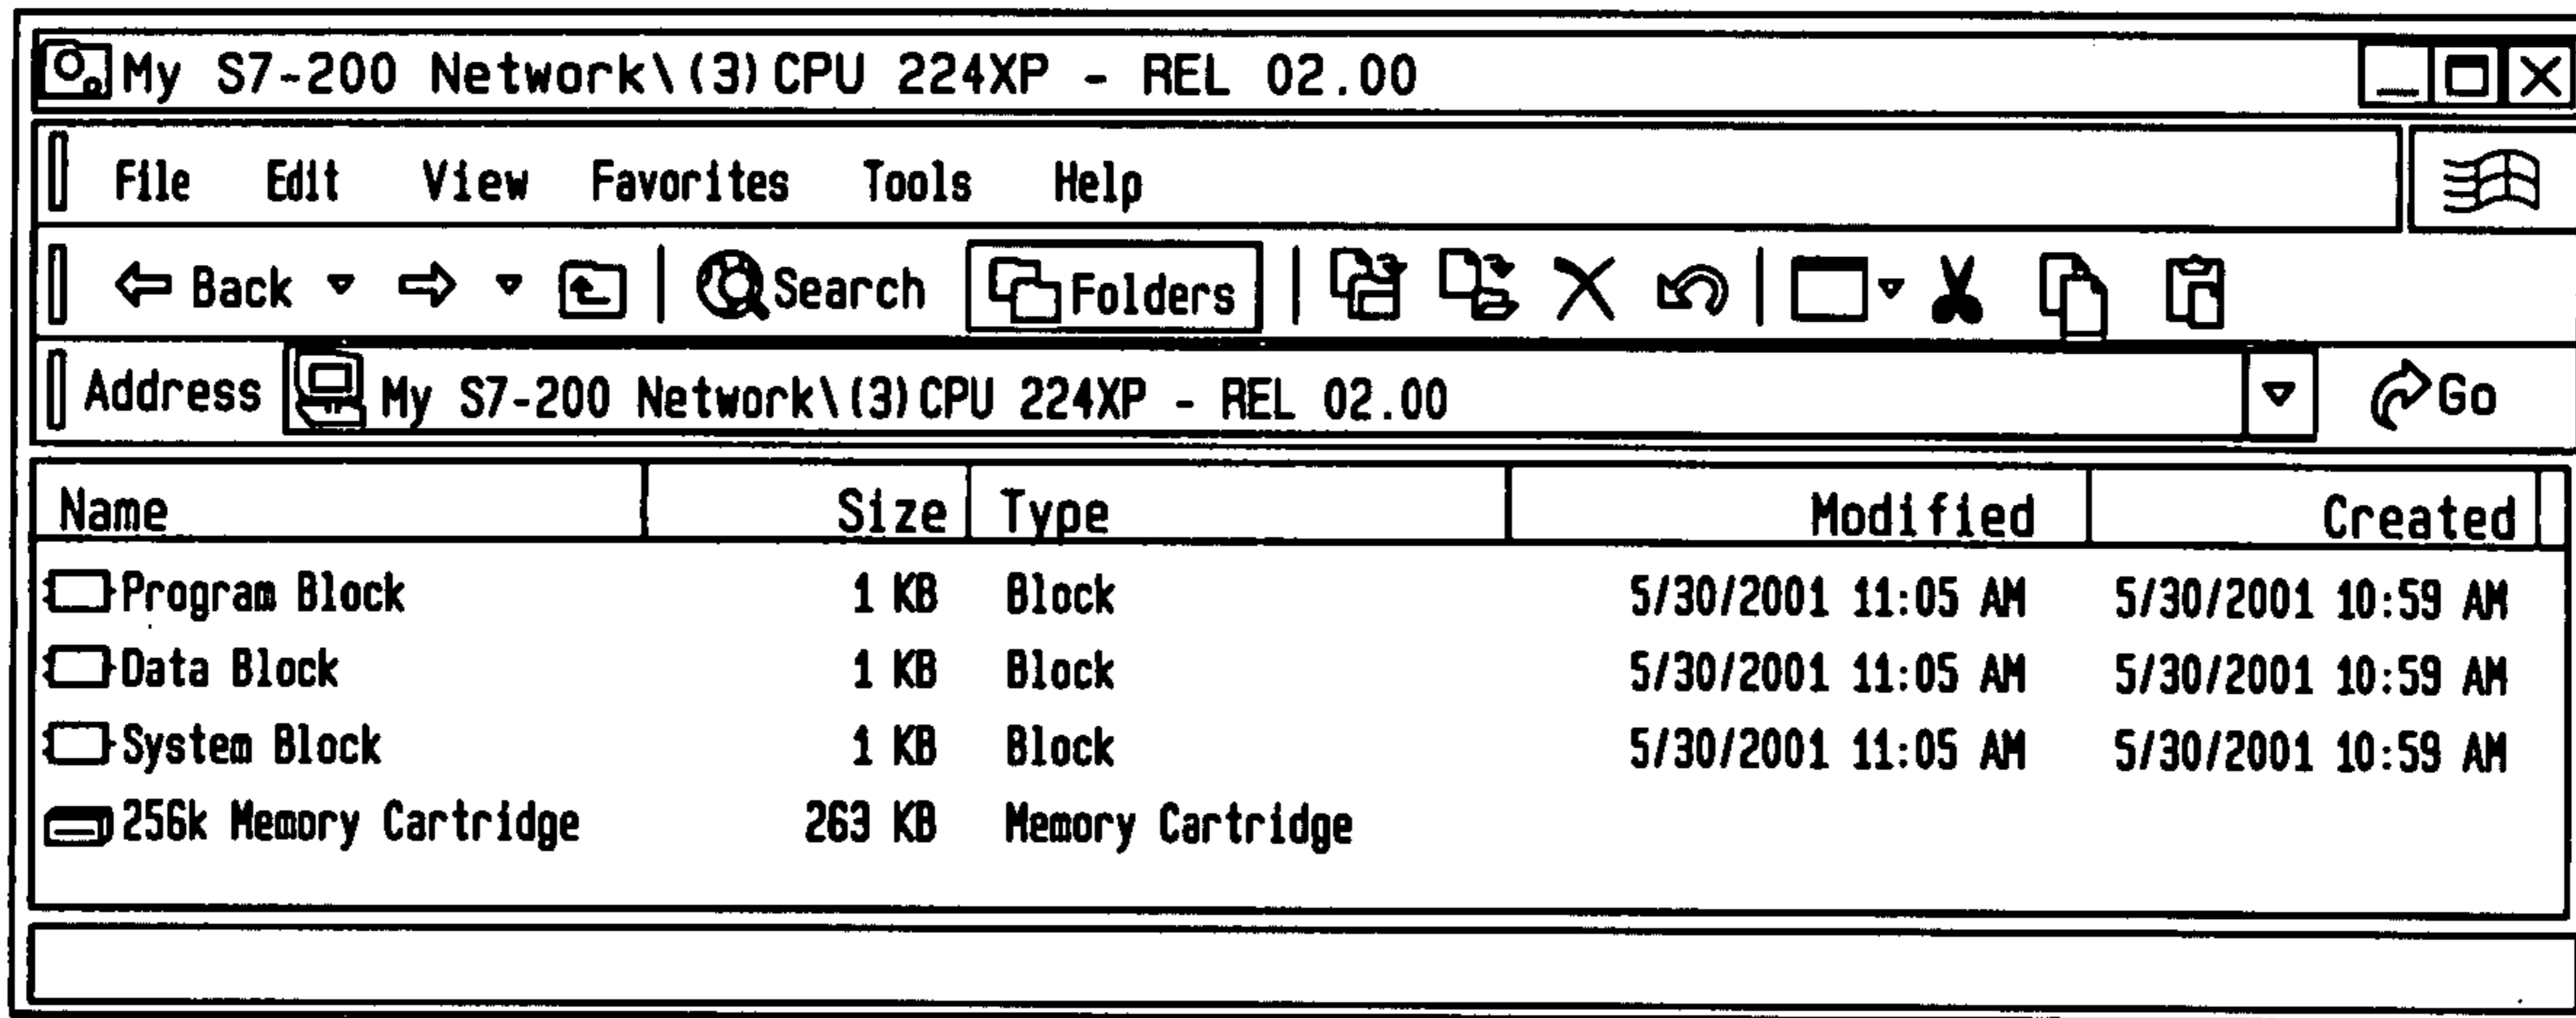 My S7-200 Network\(3)CPU 224XP - REL 02.00
File Edit View Favorites Tools Help
Back Search Folders
Address My S7-200 Network\(3)CPU 224XP - REL 02.00 Go
Name Size Type Modified Created
Program Block 1 KB Block 5/30/2001 11:05 AM 5/30/2001 10:59 AM
Data Block 1 KB Block 5/30/2001 11:05 AM 5/30/2001 10:59 AM
System Block 1 KB Block 5/30/2001 11:05 AM 5/30/2001 10:59 AM
256k Memory Cartridge 263 KB Memory Cartridge